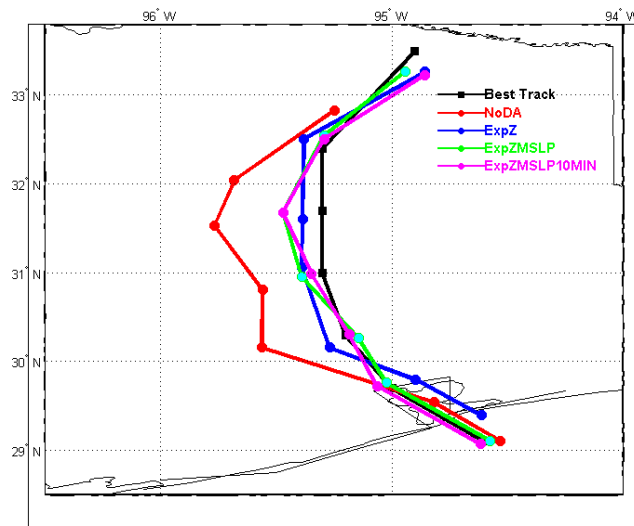 96° W
95° W
94° W
33° N
32° N
31° N
30° N
29° N
Best Track
NoDA
ExpZ
ExpZMSLP
ExpZMSLP10MIN